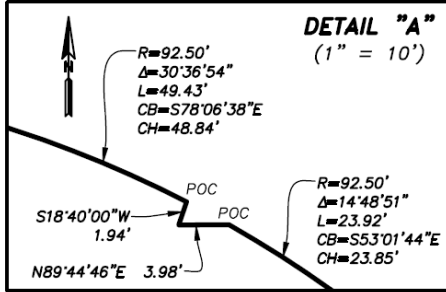 DETAIL "A"
(1" = 10')
N
R=92.50'
Δ=30°36'54"
L=49.43'
CB=S78°06'38"E
CH=48.84'
POC
S18°40'00"W
1.94'
POC
N89°44'46"E 3.98'
R=92.50'
Δ=14°48'51"
L=23.92'
CB=S53°01'44"E
CH=23.85'